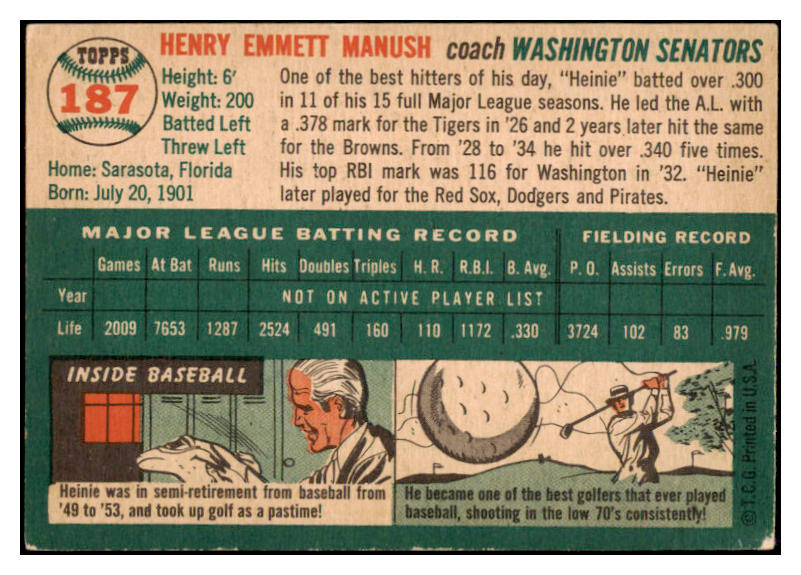 TOPPS
187
HENRY EMMETT MANUSH coach WASHINGTON SENATORS
Height: 6'
Weight: 200
Batted Left
Threw Left
Home: Sarasota, Florida
Born: July 20, 1901
One of the best hitters of his day, "Heinie" batted over .300
in 11 of his 15 full Major League seasons. He led the A.L. with
a .378 mark for the Tigers in '26 and 2 years later hit the same
for the Browns. From '28 to '34 he hit over .340 five times.
His top RBI mark was 116 for Washington in '32. "Heinie"
later played for the Red Sox, Dodgers and Pirates.
MAJOR LEAGUE BATTING RECORD FIELDING RECORD
Games At Bat Runs Hits Doubles Triples H. R. R.B.I. B. Avg. P. O. Assists Errors F. Avg.
Year NOT ON ACTIVE PLAYER LIST
Life 2009 7653 1287 2524 491 160 110 1172 .330 3724 102 83 .979
INSIDE BASEBALL
Heinie was in semi-retirement from baseball from
'49 to '53, and took up golf as a pastime!
He became one of the best golfers that ever played
baseball, shooting in the low 70's consistently!
© T.C.G. Printed in U.S.A.